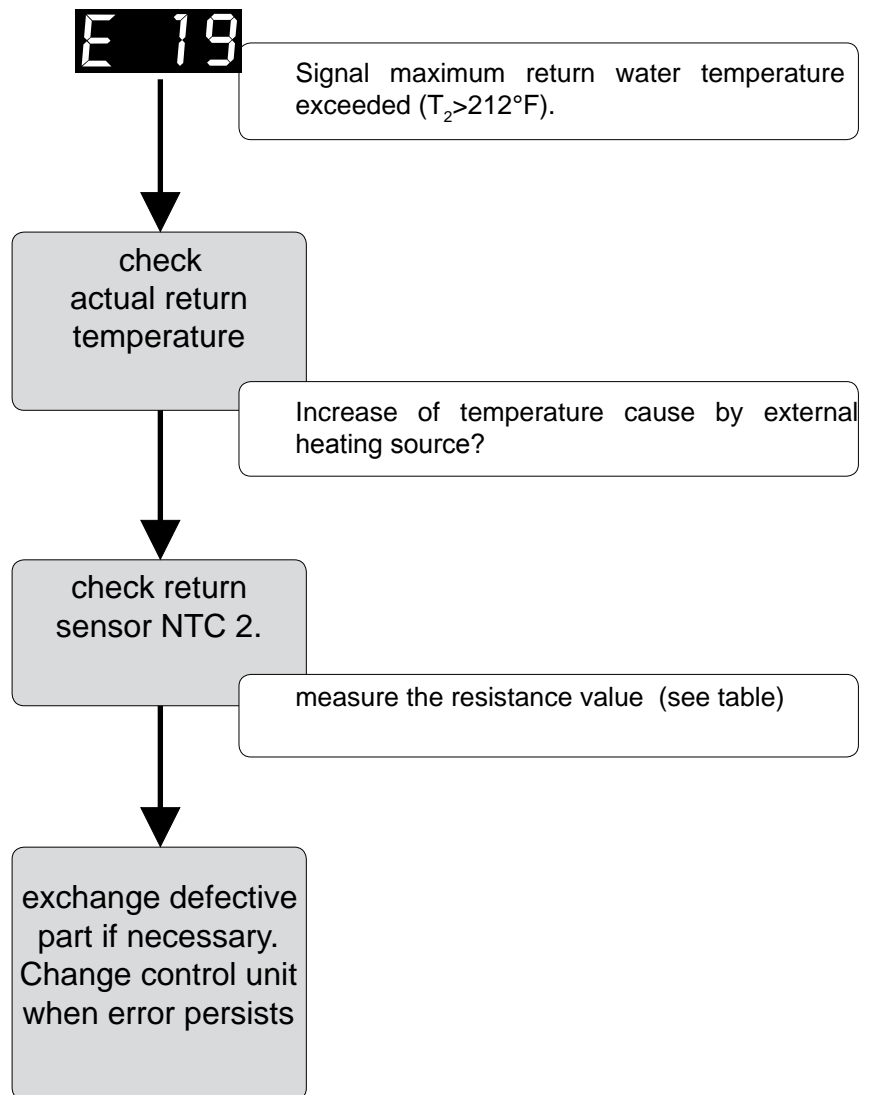 E 19
Signal maximum return water temperature
exceeded (T₂>212°F).
check
actual return
temperature
Increase of temperature cause by external
heating source?
check return
sensor NTC 2.
measure the resistance value (see table)
exchange defective
part if necessary.
Change control unit
when error persists